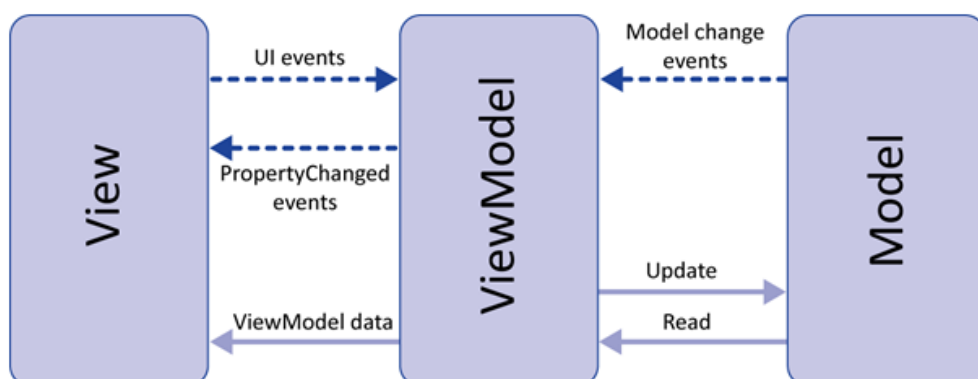 View
UI events
PropertyChanged
events
ViewModel data
ViewModel
Model change
events
Update
Read
Model